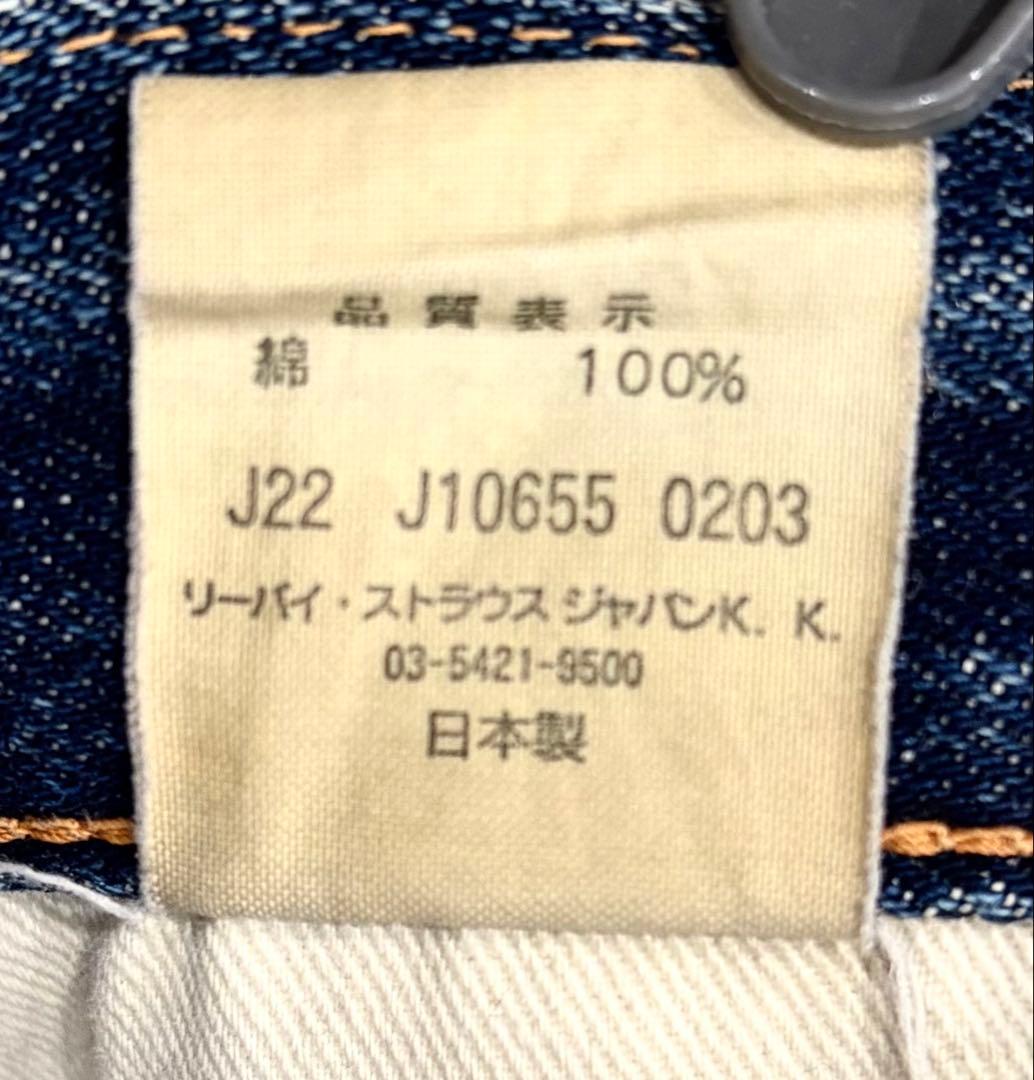 品質表示
綿 100%
J22 J10655 0203
リーバイ・ストラウス ジャパンK. K.
03-5421-9500
日本製